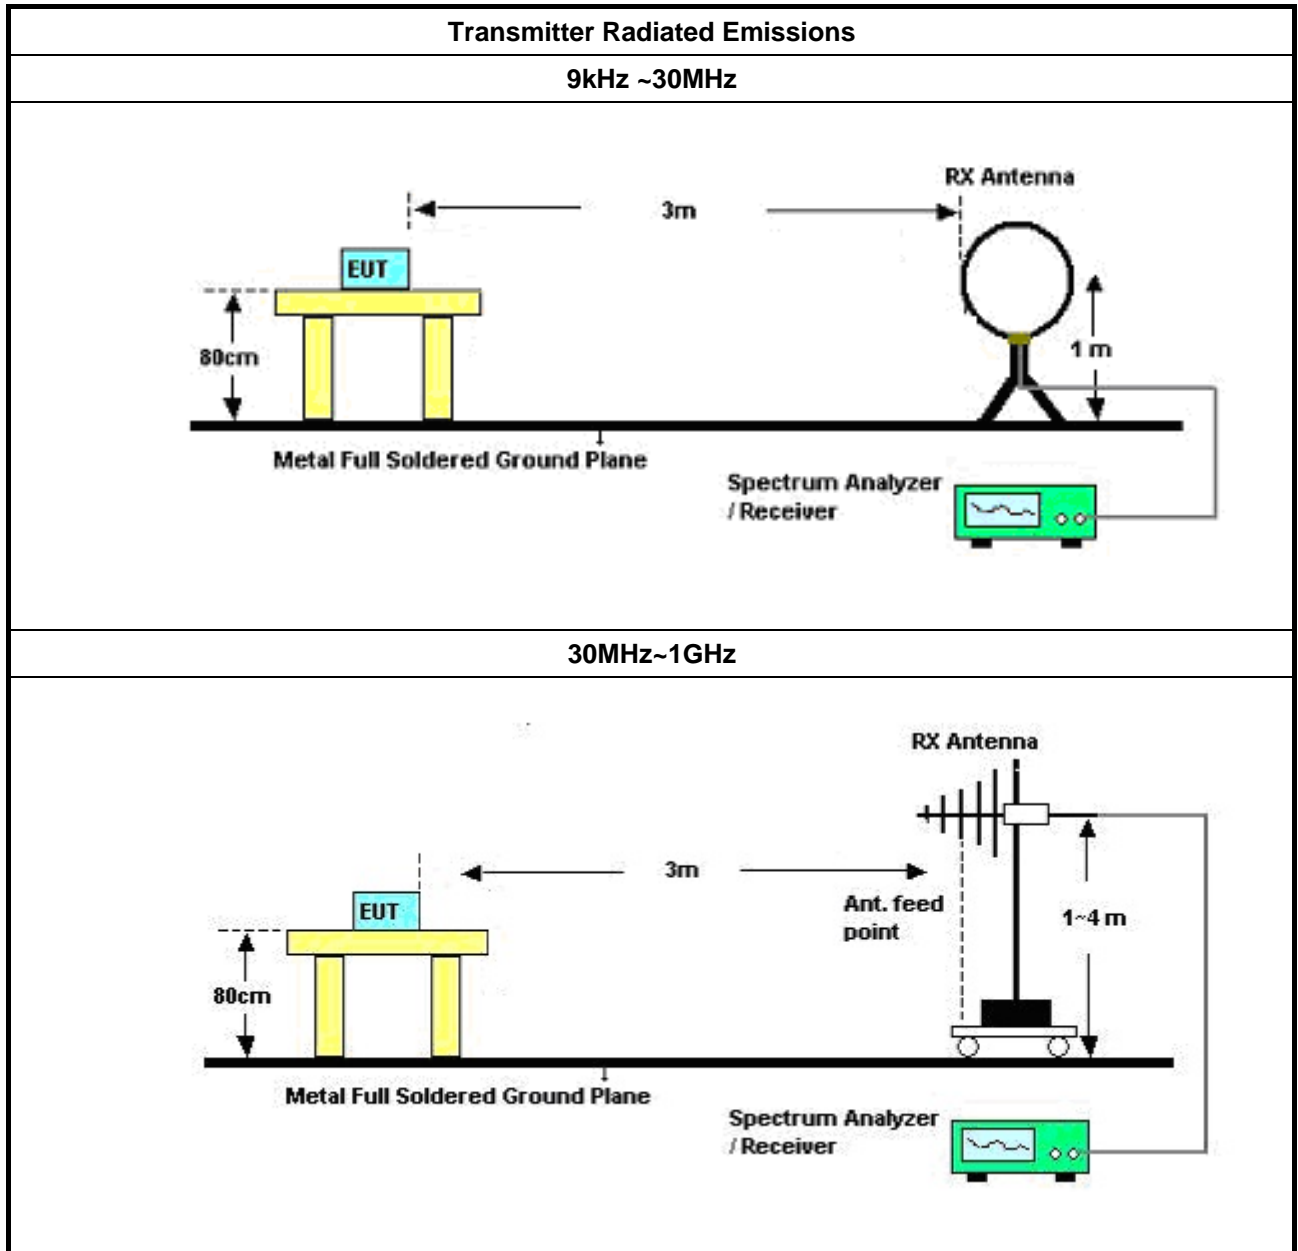 Transmitter Radiated Emissions
9kHz ~30MHz
RX Antenna
3m
EUT
80cm
1 m
Metal Full Soldered Ground Plane
Spectrum Analyzer
/ Receiver
30MHz~1GHz
RX Antenna
3m
Ant. feed
point
1~4 m
EUT
80cm
Metal Full Soldered Ground Plane
Spectrum Analyzer
/ Receiver